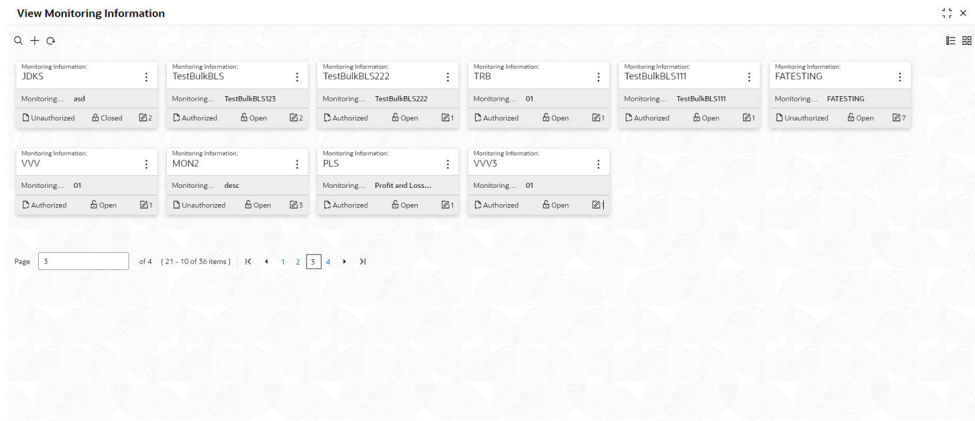 View Monitoring Information
Monitoring Information: Monitoring Information: Monitoring Information: Monitoring Information: Monitoring Information: Monitoring Information:
JDKS TestBulkBLS TestBulkBLS222 TRB TestBulkBLS111 FATESTING
Monitoring... asd Monitoring... TestBulkBLS123 Monitoring... TestBulkBLS222 Monitoring... 01 Monitoring... TestBulkBLS111 Monitoring... FATESTING
Unauthorized Closed 2 Authorized Open 2 Authorized Open 1 Authorized Open 1 Authorized Open 1 Unauthorized Open 7
Monitoring Information: Monitoring Information: Monitoring Information: Monitoring Information:
VVV MON2 PLS VVV3
Monitoring... 01 Monitoring... desc Monitoring... Profit and Loss... Monitoring... 01
Authorized Open 1 Unauthorized Open 3 Authorized Open 1 Authorized Open 1
Page 3 of 4 ( 21 - 10 of 36 items ) 1 2 3 4